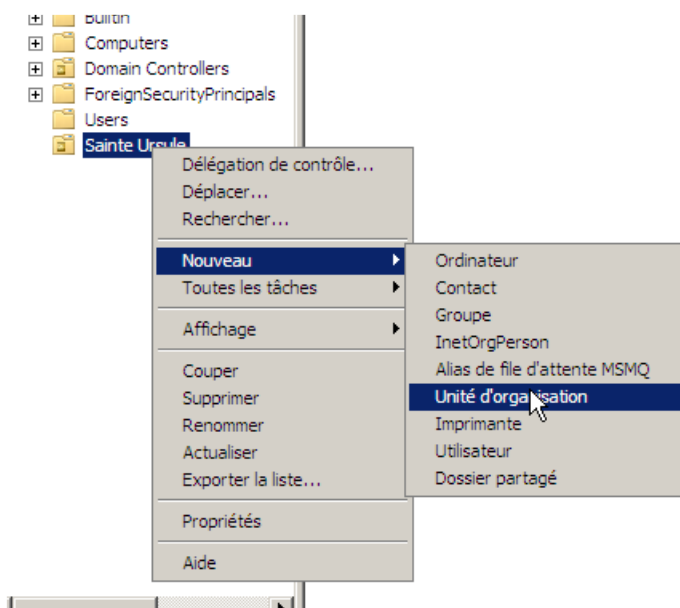 Builtin
Computers
Domain Controllers
ForeignSecurityPrincipals
Users
Sainte Ursule
Délégation de contrôle...
Déplacer...
Rechercher...
Nouveau
Toutes les tâches
Affichage
Couper
Supprimer
Renommer
Actualiser
Exporter la liste...
Propriétés
Aide
Ordinateur
Contact
Groupe
InetOrgPerson
Alias de file d'attente MSMQ
Unité d'organisation
Imprimante
Utilisateur
Dossier partagé